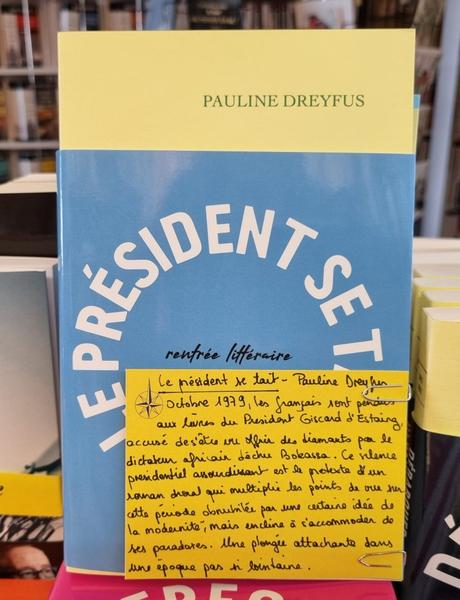 PAULINE DREYFUS
LE PRÉSIDENT SE TA
rentrée littéraire
Le président se tait - Pauline Dreyfus
Octobre 1979, les français sont pendus
aux lèvres du Président Giscard d'Estaing,
accusé de s'être vu offrir des diamants par le
dictateur africain déchu Bokassa. Ce silence
présidentiel assourdissant est le prétexte d'un
roman choral qui multiplie les points de vue sur
cette période obnubilée par une certaine idée de
la modernité, mais encline à s'accommoder de
ses paradoxes. Une plongée attachante dans
une époque pas si lointaine.
DÉ